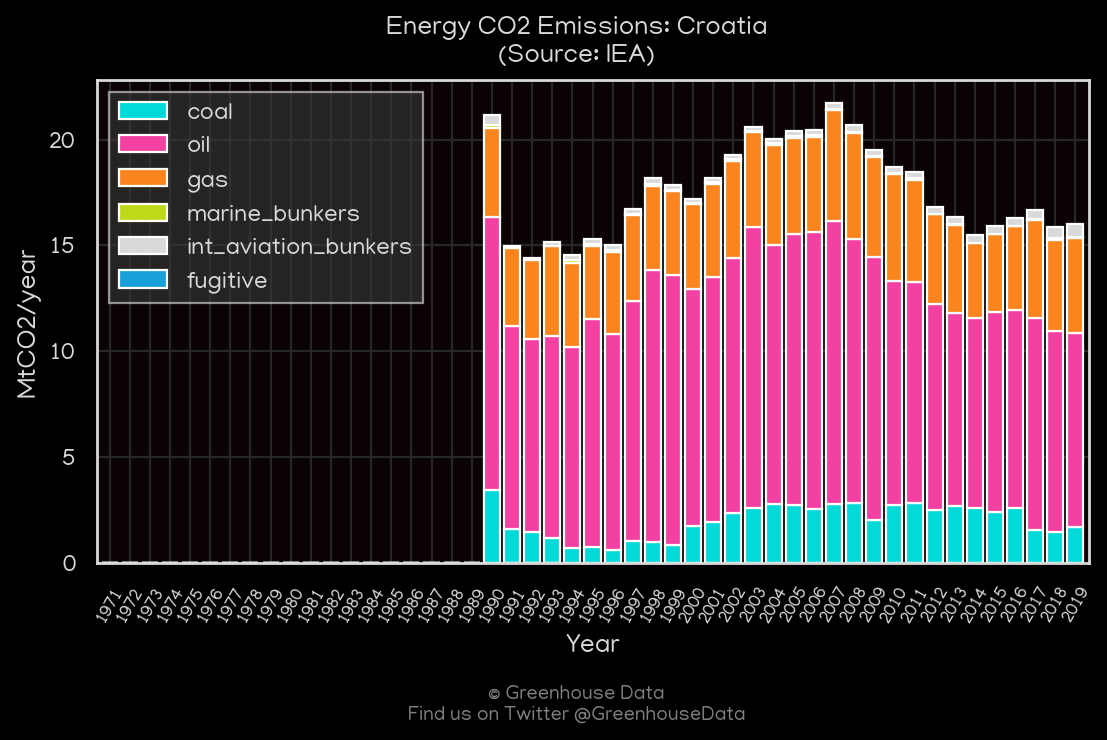 Energy CO2 Emissions: Croatia
(Source: IEA)
coal
oil
gas
marine_bunkers
int_aviation_bunkers
fugitive
MtCO2/year
20
15
10
5
0
1971 1972 1973 1974 1975 1976 1977 1978 1979 1980 1981 1982 1983 1984 1985 1986 1987 1988 1989 1990 1991 1992 1993 1994 1995 1996 1997 1998 1999 2000 2001 2002 2003 2004 2005 2006 2007 2008 2009 2010 2011 2012 2013 2014 2015 2016 2017 2018 2019
Year
© Greenhouse Data
Find us on Twitter @GreenhouseData